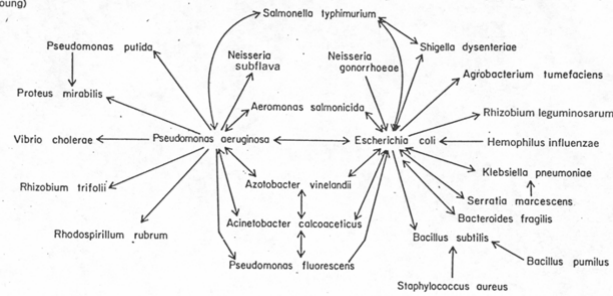 oung)
Salmonella typhimurium
Pseudomonas putida
Neisseria
subflava
Neisseria
gonorrhoeae
Shigella dysenteriae
Agrobacterium tumefaciens
Proteus mirabilis
Aeromonas salmonicida
Rhizobium leguminosarum
Vibrio cholerae
Pseudomonas aeruginosa
Escherichia coli
Hemophilus influenzae
Klebsiella pneumoniae
Rhizobium trifolii
Azotobacter vinelandii
Serratia marcescens
Acinetobacter calcoaceticus
Bacteroides fragilis
Rhodospirillum rubrum
Bacillus subtilis
Pseudomonas fluorescens
Bacillus pumilus
Staphylococcus aureus